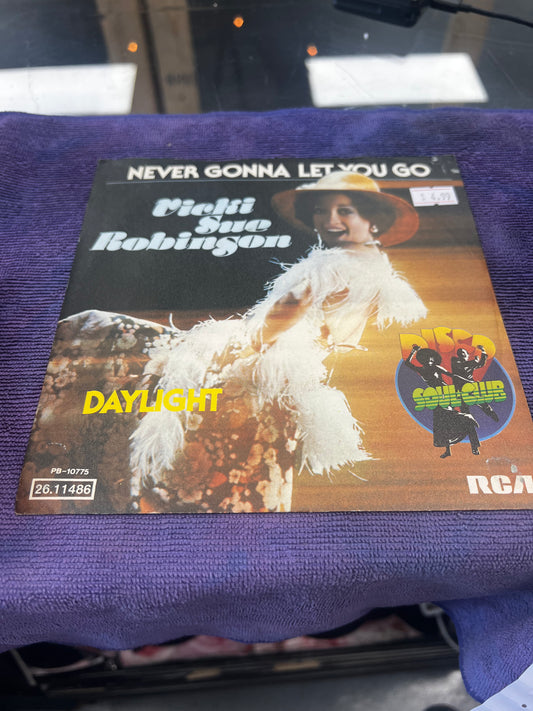 NEVER GONNA LET YOU GO
$ 4.99
Vicki
Sue
Robinson
DISCO
SOUL-CLUB
DAYLIGHT
PB-10775
26.11486
RCA